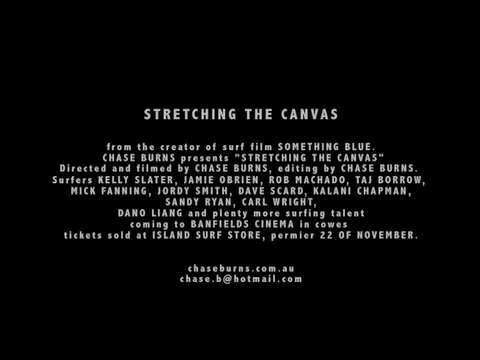 STRETCHING THE CANVAS
from the creator of surf film SOMETHING BLUE.
CHASE BURNS presents "STRETCHING THE CANVAS"
Directed and filmed by CHASE BURNS, editing by CHASE BURNS.
Surfers KELLY SLATER, JAMIE OBRIEN, ROB MACHADO, TAJ BORROW,
MICK FANNING, JORDY SMITH, DAVE SCARD, KALANI CHAPMAN,
SANDY RYAN, CARL WRIGHT,
DANO LIANG and plenty more surfing talent
coming to BANFIELDS CINEMA in cowes
tickets sold at ISLAND SURF STORE, permier 22 OF NOVEMBER.
chaseburns.com.au
chase.b@hotmail.com